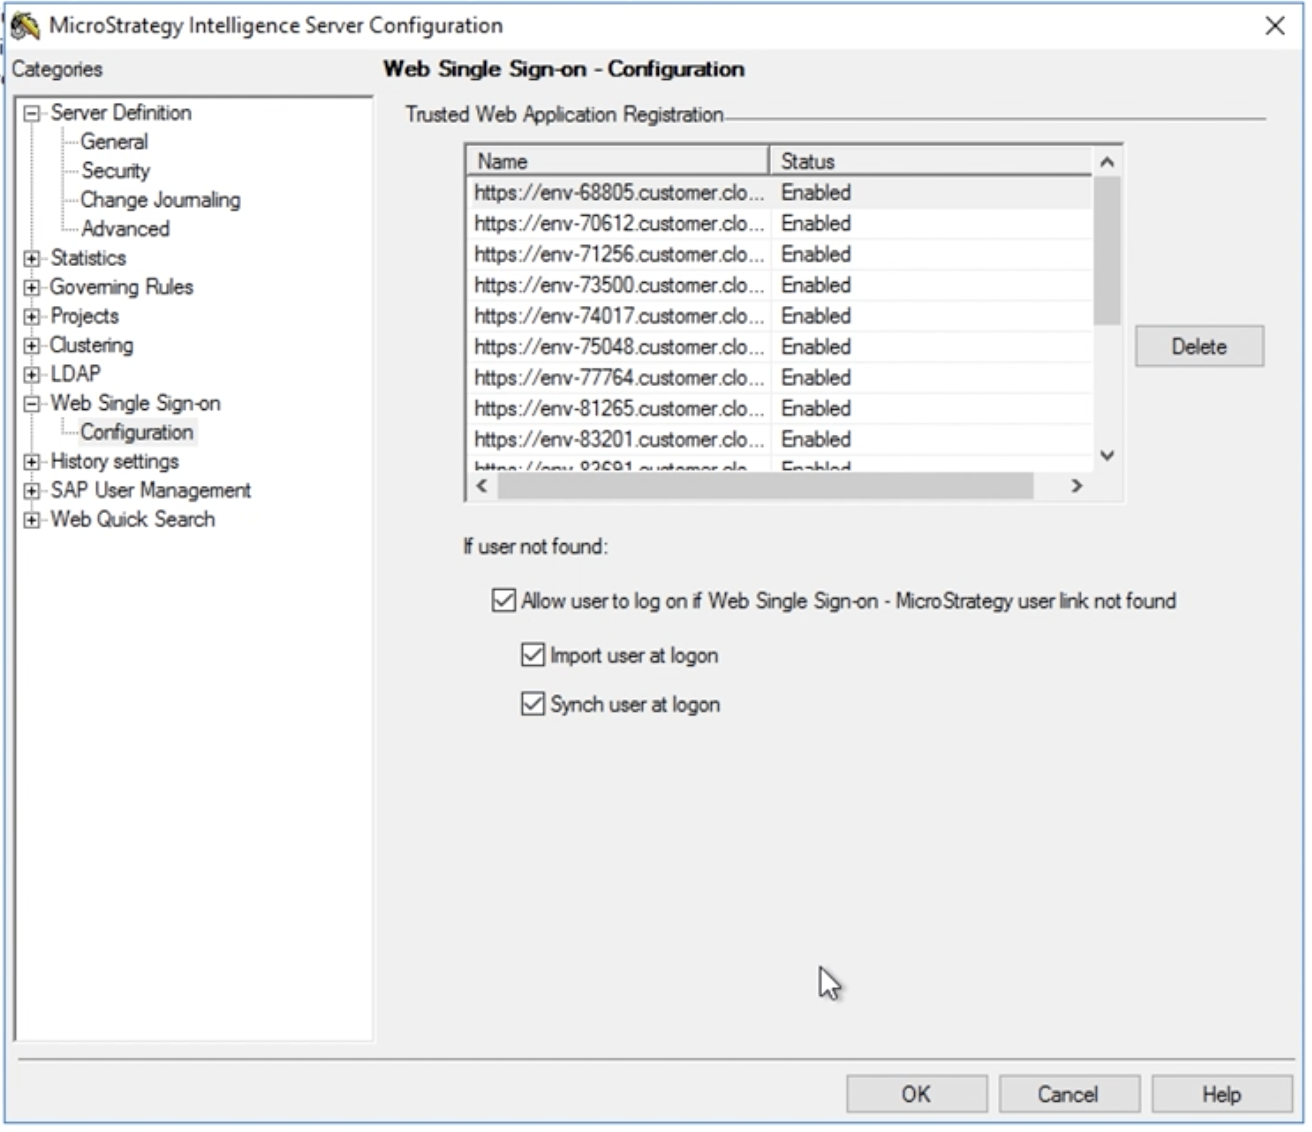 MicroStrategy Intelligence Server Configuration
Categories
Server Definition
General
Security
Change Journaling
Advanced
Statistics
Governing Rules
Projects
Clustering
LDAP
Web Single Sign-on
Configuration
History settings
SAP User Management
Web Quick Search
Web Single Sign-on - Configuration
Trusted Web Application Registration
Name Status
https://env-68805.customer.clo... Enabled
https://env-70612.customer.clo... Enabled
https://env-71256.customer.clo... Enabled
https://env-73500.customer.clo... Enabled
https://env-74017.customer.clo... Enabled
https://env-75048.customer.clo... Enabled
https://env-77764.customer.clo... Enabled
https://env-81265.customer.clo... Enabled
https://env-83201.customer.clo... Enabled
Enabled
Delete
If user not found:
Allow user to log on if Web Single Sign-on - MicroStrategy user link not found
Import user at logon
Synch user at logon
OK Cancel Help